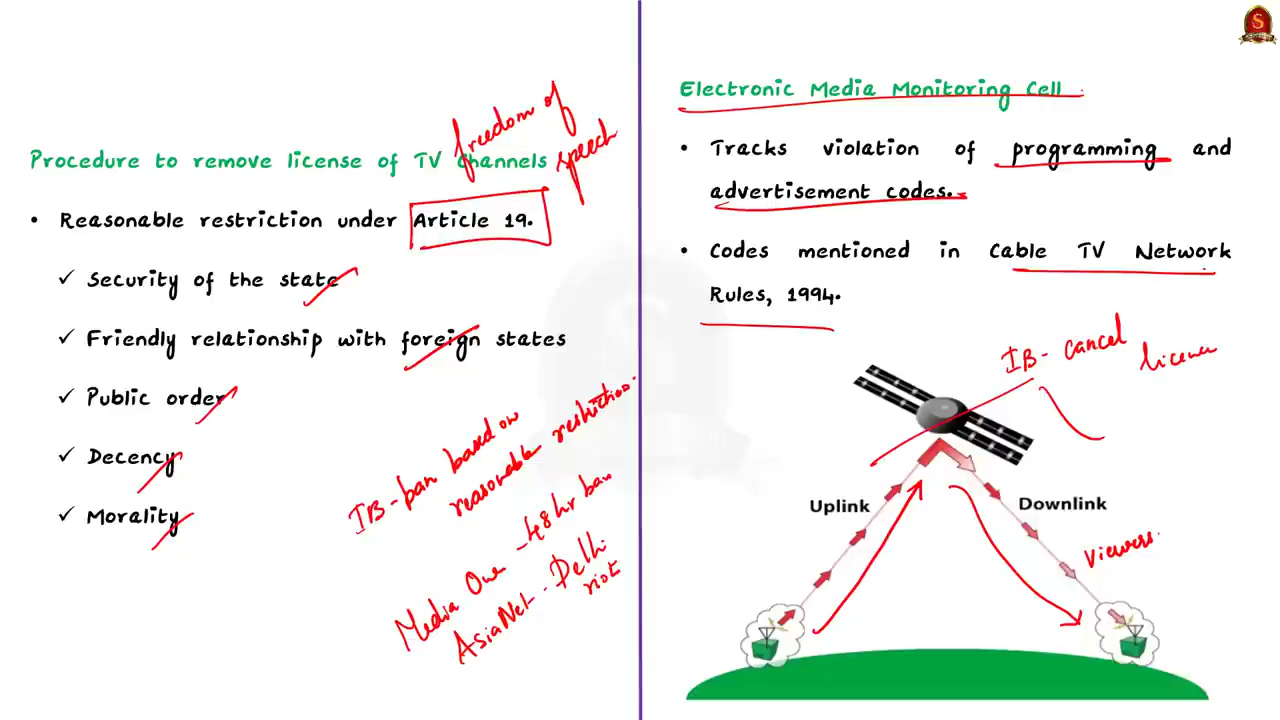 Procedure to remove license of TV channels
freedom of
speech
• Reasonable restriction under Article 19.
✓ Security of the state
✓ Friendly relationship with foreign states
✓ Public order
✓ Decency
✓ Morality
IB-ban based on
reasonable restriction.
Media One - 48hr ban
AsiaNet - Delhi
riot
Electronic Media Monitoring Cell
• Tracks violation of programming and
advertisement codes.
• Codes mentioned in Cable TV Network
Rules, 1994.
IB - cancel
licence
Uplink
Downlink
viewers.